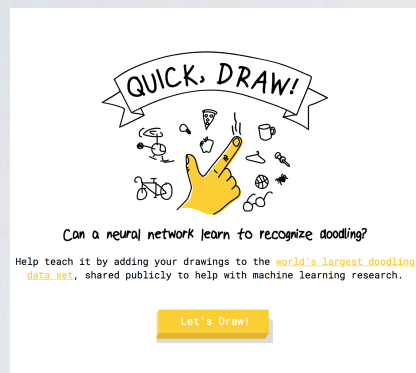 QUICK, DRAW!
Can a neural network learn to recognize doodling?
Help teach it by adding your drawings to the world's largest doodling
data set, shared publicly to help with machine learning research.
Let's Draw!